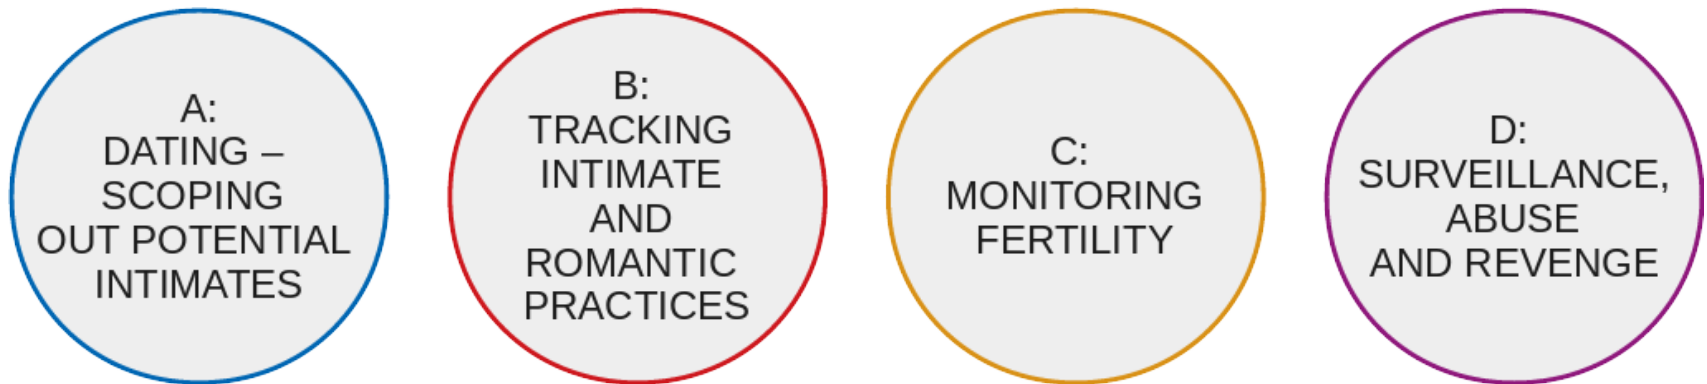 A:
DATING –
SCOPING
OUT POTENTIAL
INTIMATES
B:
TRACKING
INTIMATE
AND
ROMANTIC
PRACTICES
C:
MONITORING
FERTILITY
D:
SURVEILLANCE,
ABUSE
AND REVENGE